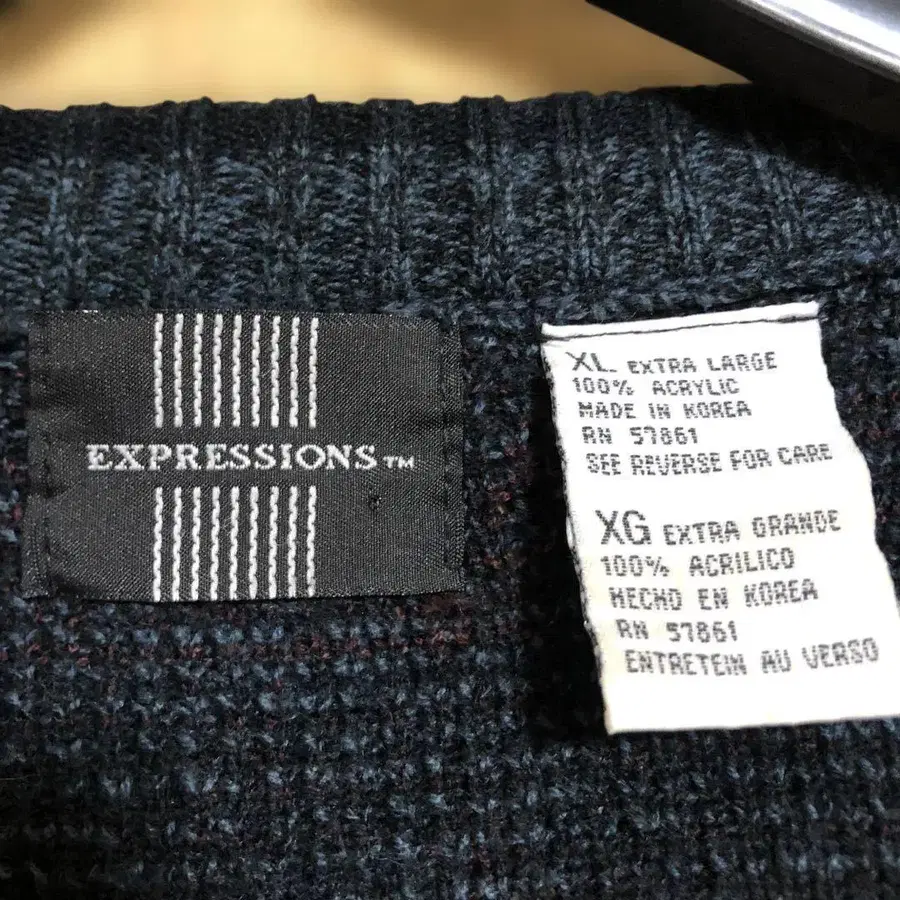 EXPRESSIONS™
XL EXTRA LARGE
100% ACRYLIC
MADE IN KOREA
RN 57861
SEE REVERSE FOR CARE
XG EXTRA GRANDE
100% ACRILICO
HECHO EN KOREA
RN 57861
ENTRETEIN AU VERSO